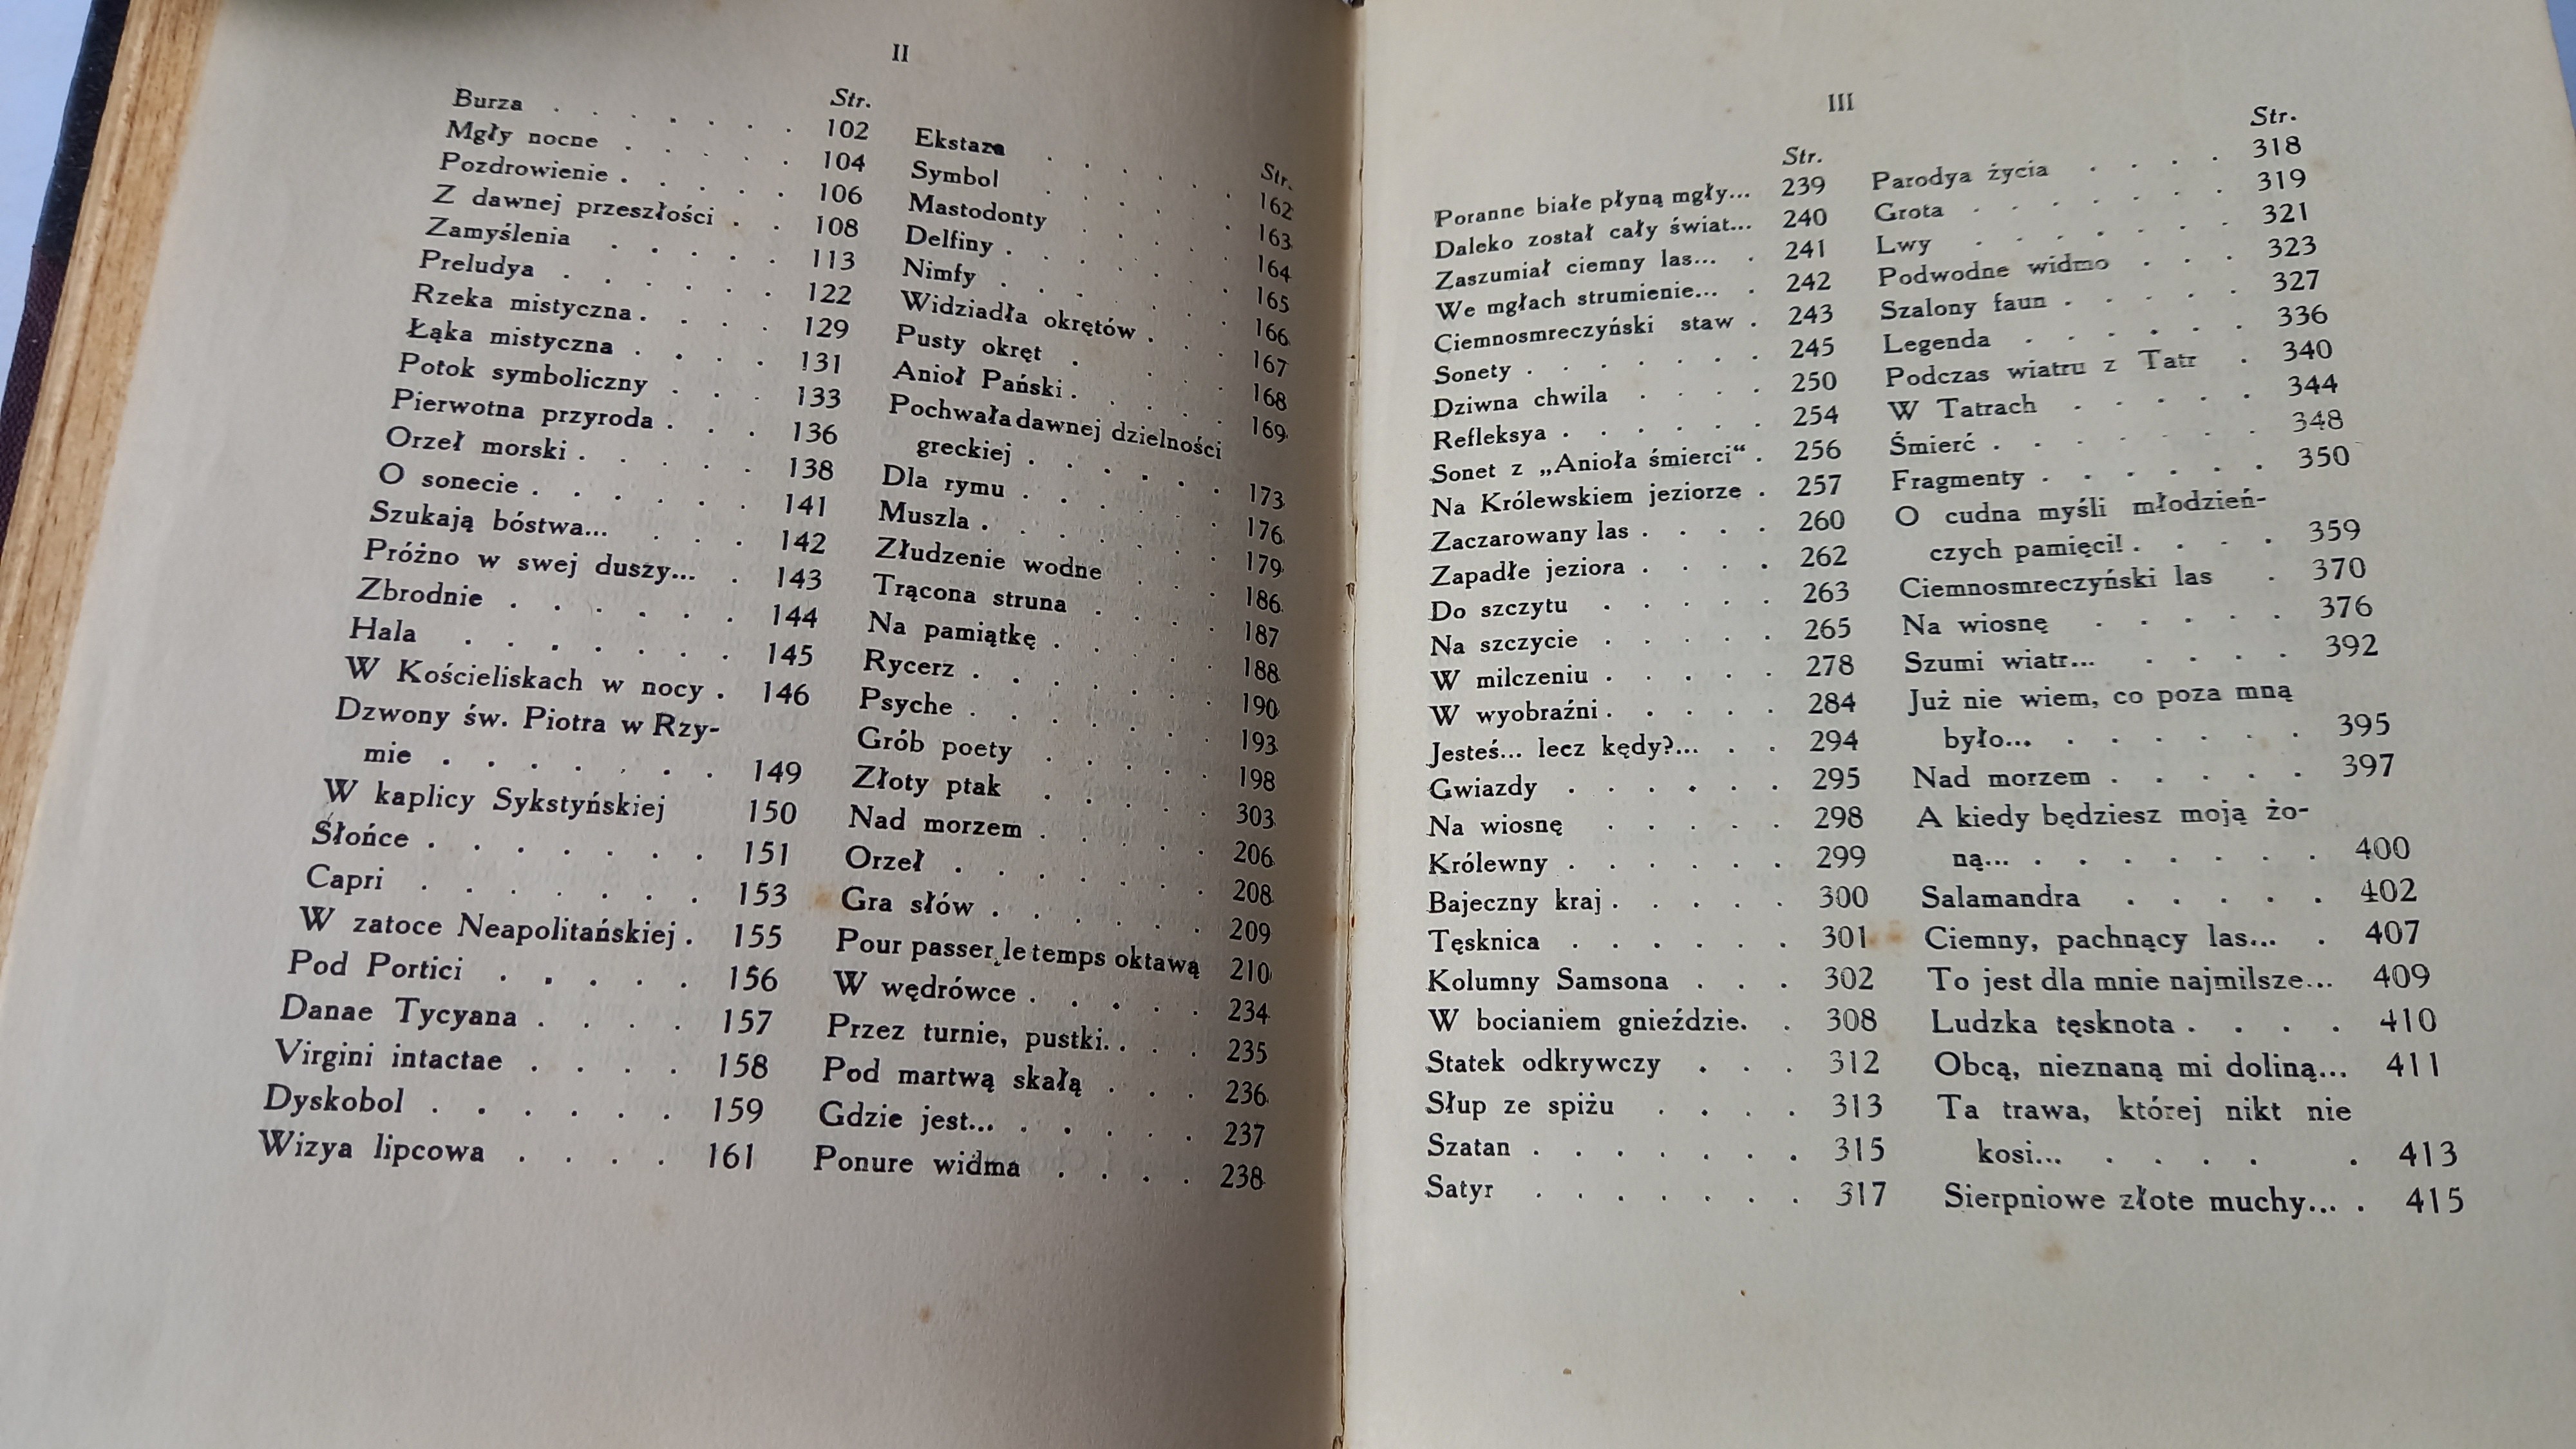 II
Str.
Burza . . . . . . . 102
Mgły nocne . . . . . 104
Pozdrowienie . . . . . 106
Z dawnej przeszłości . . 108
Zamyślenia . . . . . 113
Preludya . . . . . . 122
Rzeka mistyczna . . . . 129
Łąka mistyczna . . . . 131
Potok symboliczny . . . 133
Pierwotna przyroda . . . 136
Orzeł morski . . . . . 138
O sonecie . . . . . . 141
Szukają bóstwa... . . . 142
Próżno w swej duszy... . 143
Zbrodnie . . . . . . 144
Hala . . . . . . . 145
W Kościeliskach w nocy . 146
Dzwony św. Piotra w Rzy-
mie . . . . . . . 149
W kaplicy Sykstyńskiej 150
Słońce . . . . . . . 151
Capri . . . . . . . 153
W zatoce Neapolitańskiej . 155
Pod Portici . . . . . 156
Danae Tycyana . . . . 157
Virgini intactae . . . . 158
Dyskobol . . . . . . 159
Wizya lipcowa . . . . 161
Str.
Ekstaza . . . . . . 162
Symbol . . . . . . 163
Mastodonty . . . . . 164
Delfiny . . . . . . 165
Nimfy . . . . . . 166
Widziadła okrętów . . . 167
Pusty okręt . . . . . 168
Anioł Pański . . . . . 169
Pochwała dawnej dzielności
greckiej . . . . . . 173
Dla rymu . . . . . . 176
Muszla . . . . . . 179
Złudzenie wodne . . . 186
Trącona struna . . . . 187
Na pamiątkę . . . . . 188
Rycerz . . . . . . 190
Psyche . . . . . . 193
Grób poety . . . . . 198
Złoty ptak . . . . . 303
Nad morzem . . . . . 206
Orzeł . . . . . . . 208
Gra słów . . . . . . 209
Pour passer le temps oktawą 210
W wędrówce . . . . . 234
Przez turnie, pustki. . . . 235
Pod martwą skałą . . . 236
Gdzie jest... . . . . . 237
Ponure widma . . . . 238
III
Str.
Poranne białe płyną mgły... 239
Daleko został cały świat... 240
Zaszumiał ciemny las... . 241
We mgłach strumienie... . 242
Ciemnosmreczyński staw . 243
Sonety . . . . . . . 245
Dziwna chwila . . . . 250
Refleksya . . . . . . 254
Sonet z „Anioła śmierci“ . 256
Na Królewskiem jeziorze . 257
Zaczarowany las . . . . 260
Zapadłe jeziora . . . . 262
Do szczytu . . . . . 263
Na szczycie . . . . . 265
W milczeniu . . . . . 278
W wyobraźni . . . . . 284
Jesteś... lecz kędy?... . . 294
Gwiazdy . . . . . . 295
Na wiosnę . . . . . 298
Królewny . . . . . . 299
Bajeczny kraj . . . . . 300
Tęsknica . . . . . . 301
Kolumny Samsona . . . 302
W bocianiem gnieździe. . 308
Statek odkrywczy . . . 312
Słup ze spiżu . . . . 313
Szatan . . . . . . . 315
Satyr . . . . . . . 317
Str.
Parodya życia . . . . 318
Grota . . . . . . . 319
Lwy . . . . . . . 321
Podwodne widmo . . . 323
Szalony faun . . . . . 327
Legenda . . . . . . 336
Podczas wiatru z Tatr . 340
W Tatrach . . . . . 344
Śmierć . . . . . . . 348
Fragmenty . . . . . . 350
O cudna myśli młodzień-
czych pamięci! . . . . 359
Ciemnosmreczyński las . 370
Na wiosnę . . . . . 376
Szumi wiatr... . . . . 392
Już nie wiem, co poza mną
było... . . . . . . 395
Nad morzem . . . . . 397
A kiedy będziesz moją żo-
ną... . . . . . . . 400
Salamandra . . . . . 402
Ciemny, pachnący las... . 407
To jest dla mnie najmilsze... 409
Ludzka tęsknota . . . . 410
Obcą, nieznaną mi doliną... 411
Ta trawa, której nikt nie
kosi... . . . . . 413
Sierpniowe złote muchy... . 415